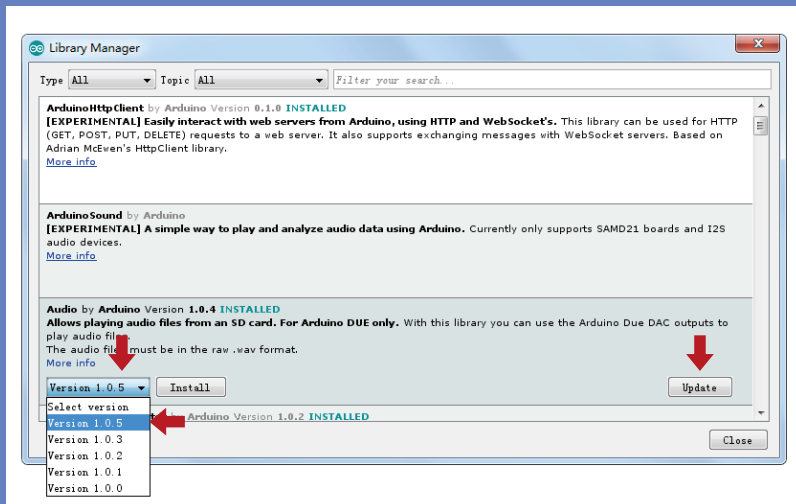 Library Manager
Type All Topic All Filter your search...
ArduinoHttpClient by Arduino Version 0.1.0 INSTALLED
[EXPERIMENTAL] Easily interact with web servers from Arduino, using HTTP and WebSocket's. This library can be used for HTTP
(GET, POST, PUT, DELETE) requests to a web server. It also supports exchanging messages with WebSocket servers. Based on
Adrian McEwen's HttpClient library.
More info
ArduinoSound by Arduino
[EXPERIMENTAL] A simple way to play and analyze audio data using Arduino. Currently only supports SAMD21 boards and I2S
audio devices.
More info
Audio by Arduino Version 1.0.4 INSTALLED
Allows playing audio files from an SD card. For Arduino DUE only. With this library you can use the Arduino Due DAC outputs to
play audio
The audio must be in the raw .wav format.
More info
Version 1.0.5 Install Update
Select version
by Arduino Version 1.0.2 INSTALLED
Version 1.0.5
Version 1.0.3
Close
Version 1.0.2
Version 1.0.1
Version 1.0.0